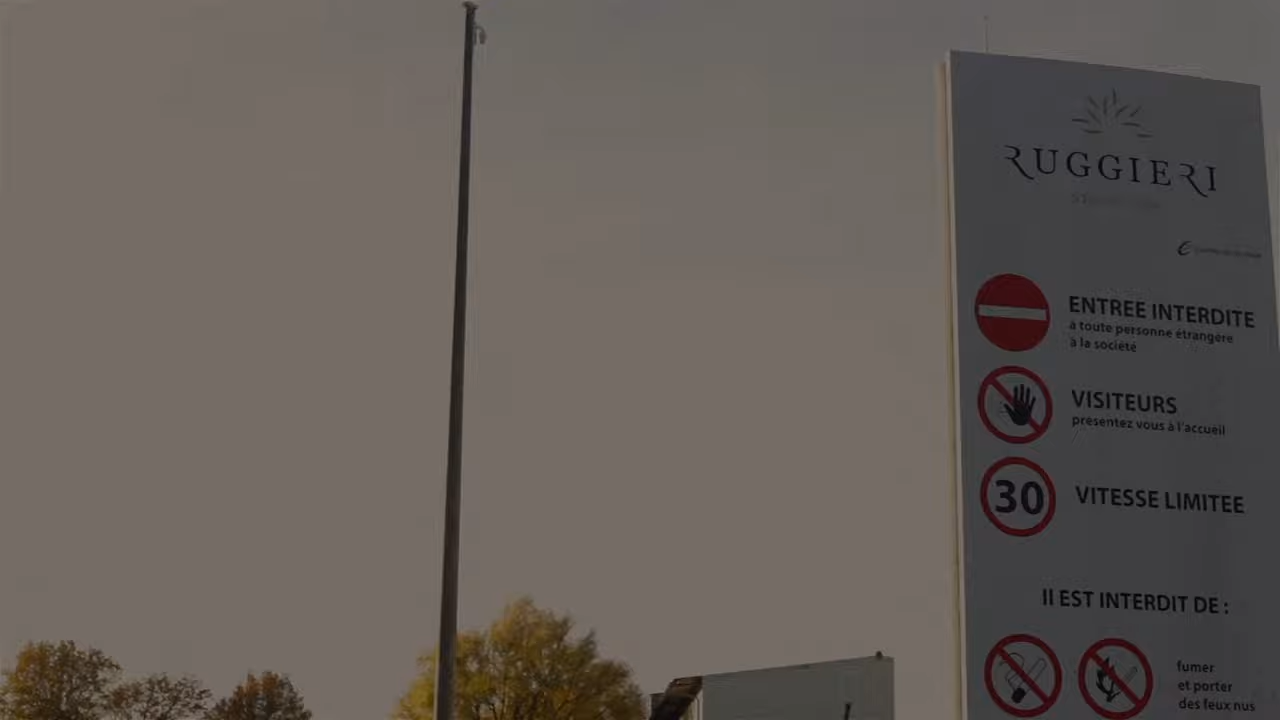 RUGGIERI
ENTREE INTERDITE
à toute personne étrangère
à la société
VISITEURS
présentez vous à l'accueil
30
VITESSE LIMITEE
Il EST INTERDIT DE :
fumer
et porter
des feux nus